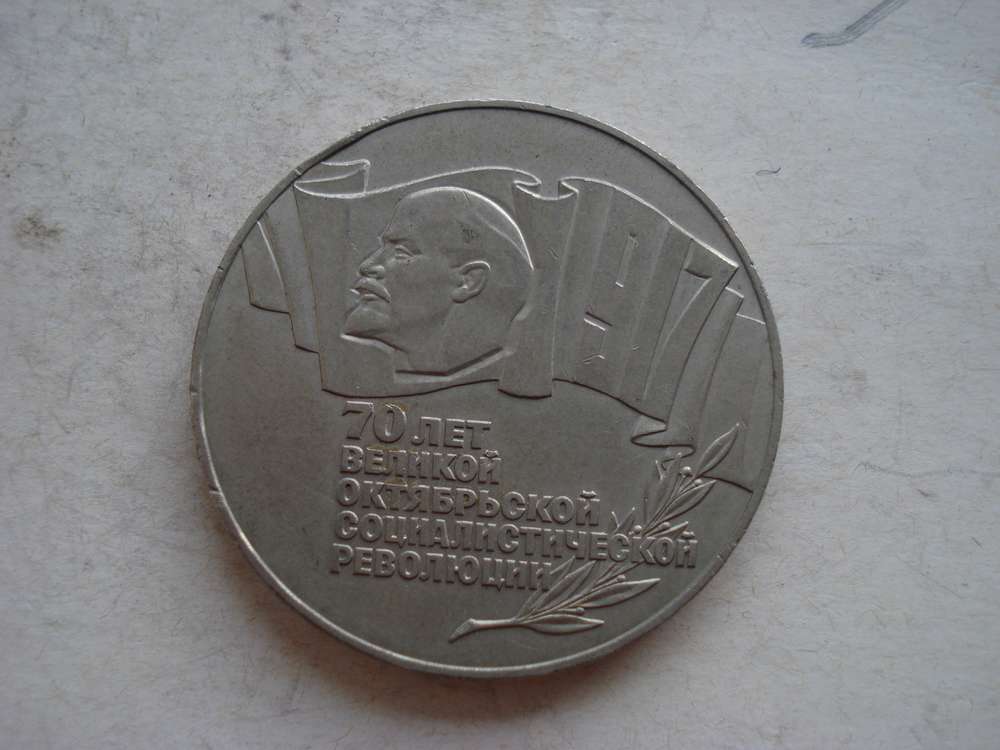 1917
70 ЛЕТ
ВЕЛИКОЙ
ОКТЯБРЬСКОЙ
СОЦИАЛИСТИЧЕСКОЙ
РЕВОЛЮЦИИ